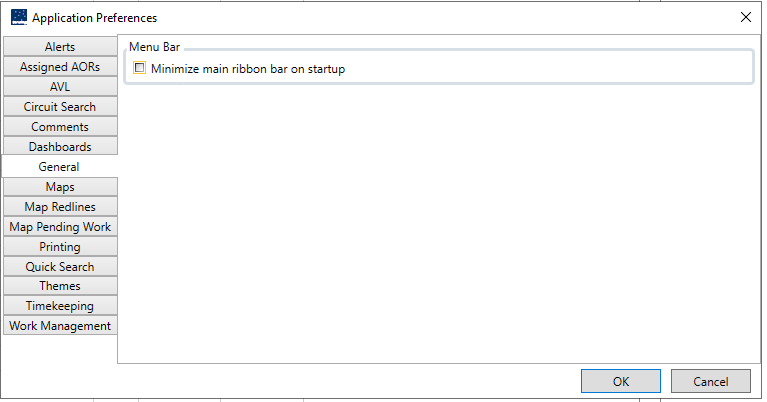 Application Preferences
Alerts
Assigned AORs
AVL
Circuit Search
Comments
Dashboards
General
Maps
Map Redlines
Map Pending Work
Printing
Quick Search
Themes
Timekeeping
Work Management
Menu Bar
Minimize main ribbon bar on startup
OK
Cancel